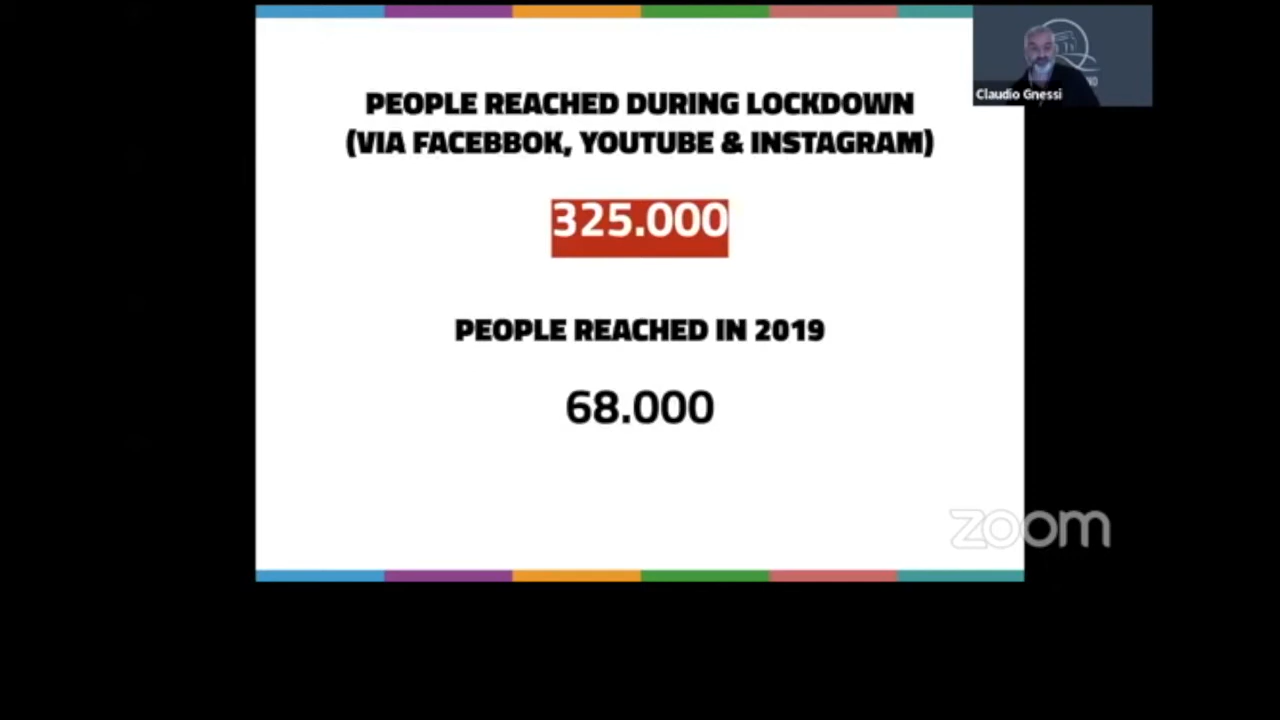 PEOPLE REACHED DURING LOCKDOWN
(VIA FACEBBOK, YOUTUBE & INSTAGRAM)
325.000
PEOPLE REACHED IN 2019
68.000
Claudio Gnessi
zoom